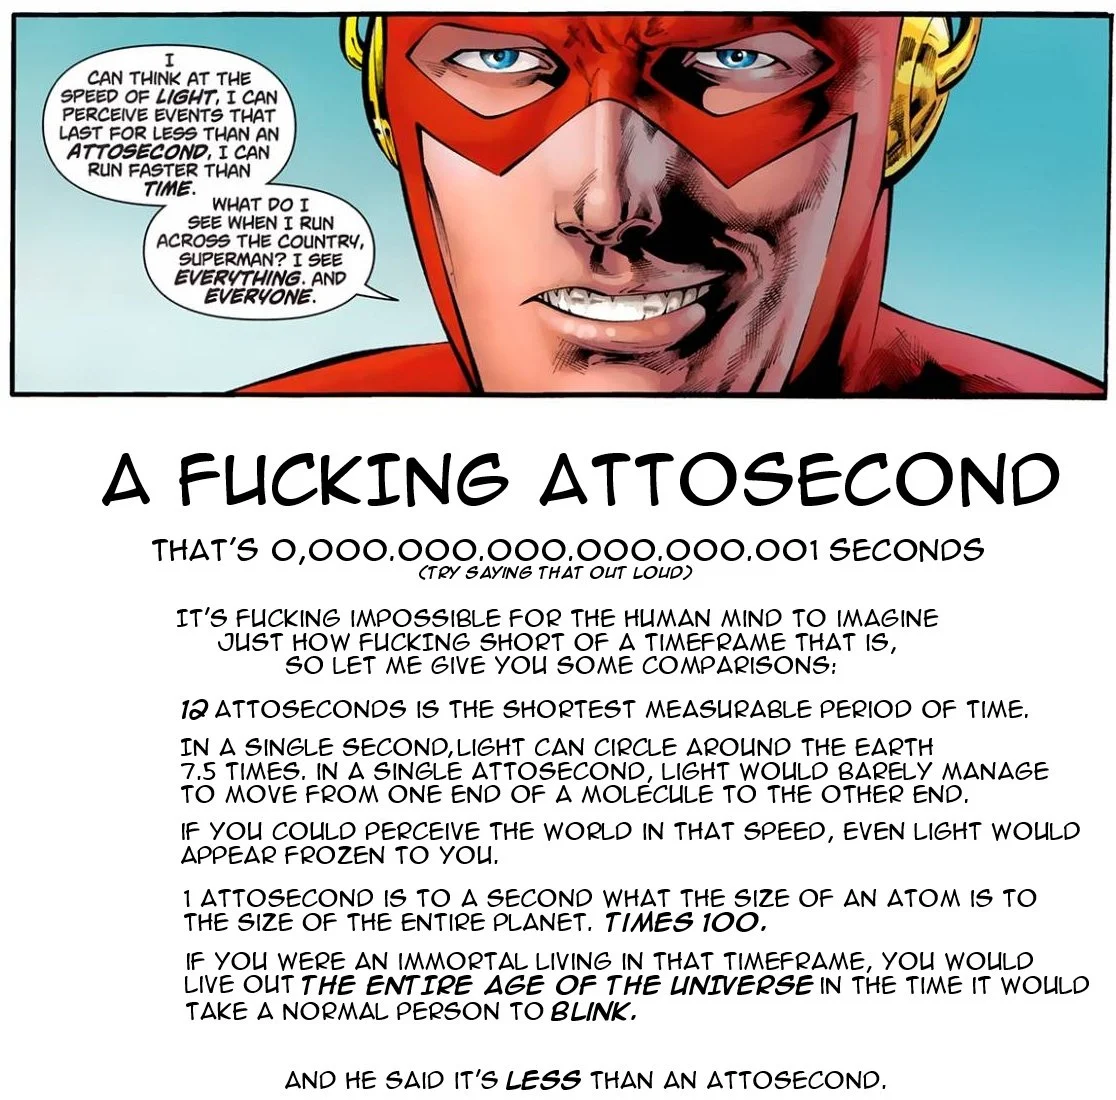 I
CAN THINK AT THE
SPEED OF LIGHT, I CAN
PERCEIVE EVENTS THAT
LAST FOR LESS THAN AN
ATTOSECOND, I CAN
RUN FASTER THAN
TIME.
WHAT DO I
SEE WHEN I RUN
ACROSS THE COUNTRY,
SUPERMAN? I SEE
EVERYTHING. AND
EVERYONE.
A FUCKING ATTOSECOND
THAT'S 0,000.000.000.000.000.001 SECONDS
(TRY SAYING THAT OUT LOUD)
IT'S FUCKING IMPOSSIBLE FOR THE HUMAN MIND TO IMAGINE
JUST HOW FUCKING SHORT OF A TIMEFRAME THAT IS,
SO LET ME GIVE YOU SOME COMPARISONS:
12 ATTOSECONDS IS THE SHORTEST MEASURABLE PERIOD OF TIME.
IN A SINGLE SECOND,LIGHT CAN CIRCLE AROUND THE EARTH
7.5 TIMES. IN A SINGLE ATTOSECOND, LIGHT WOULD BARELY MANAGE
TO MOVE FROM ONE END OF A MOLECULE TO THE OTHER END.
IF YOU COULD PERCEIVE THE WORLD IN THAT SPEED, EVEN LIGHT WOULD
APPEAR FROZEN TO YOU.
1 ATTOSECOND IS TO A SECOND WHAT THE SIZE OF AN ATOM IS TO
THE SIZE OF THE ENTIRE PLANET. TIMES 100.
IF YOU WERE AN IMMORTAL LIVING IN THAT TIMEFRAME, YOU WOULD
LIVE OUT THE ENTIRE AGE OF THE UNIVERSE IN THE TIME IT WOULD
TAKE A NORMAL PERSON TO BLINK.
AND HE SAID IT'S LESS THAN AN ATTOSECOND.